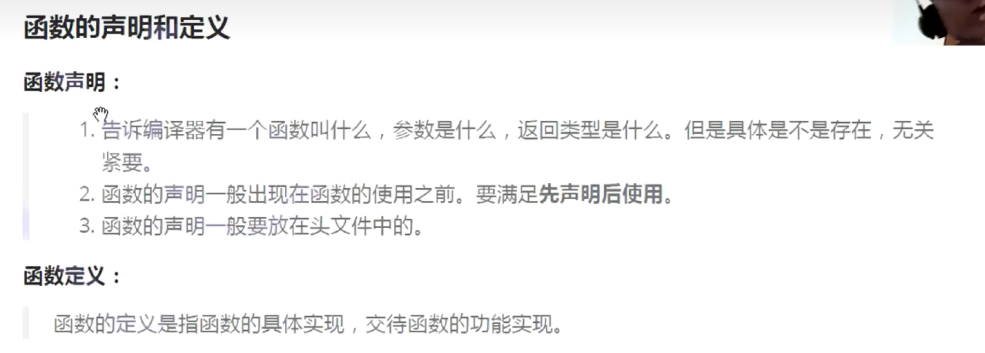 函数的声明和定义
函数声明：
1. 告诉编译器有一个函数叫什么，参数是什么，返回类型是什么。但是具体是不是存在，无关
紧要。
2. 函数的声明一般出现在函数的使用之前。要满足先声明后使用。
3. 函数的声明一般要放在头文件中的。
函数定义：
函数的定义是指函数的具体实现，交待函数的功能实现。